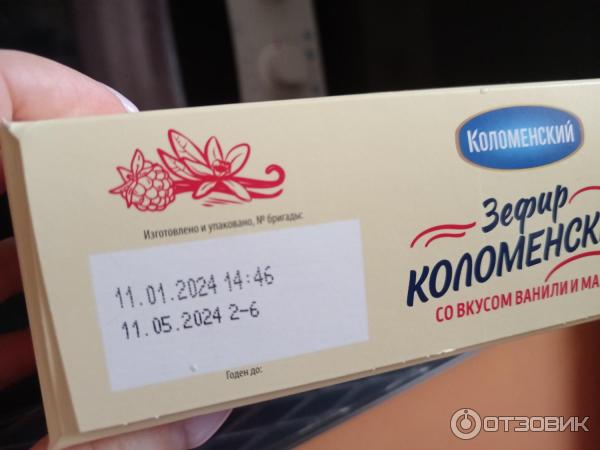 Коломенский
Зефир
КОЛОМЕНСК
СО ВКУСОМ ВАНИЛИ И МА
Изготовлено и упаковано, № бригады:
11.01.2024 14:46
11.05.2024 2-6
Годен до:
ОТЗОВИК